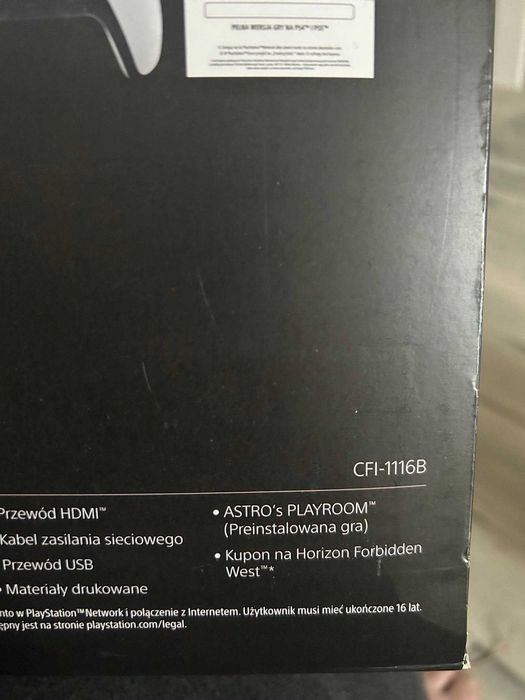 PEŁNA WERSJA GRY NA PS4™ I PS5™
CFI-1116B
Przewód HDMI™
Kabel zasilania sieciowego
Przewód USB
• Materiały drukowane
• ASTRO's PLAYROOM™
(Preinstalowana gra)
• Kupon na Horizon Forbidden
West™*
nto w PlayStation™Network i połączenie z Internetem. Użytkownik musi mieć ukończone 16 lat.
ępny jest na stronie playstation.com/legal.